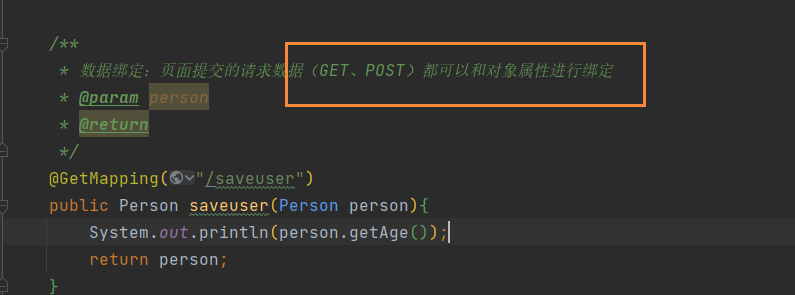 /**
* 数据绑定：页面提交的请求数据（GET、POST）都可以和对象属性进行绑定
* @param person
* @return
*/
@GetMapping("/saveuser")
public Person saveuser(Person person){
System.out.println(person.getAge());
return person;
}